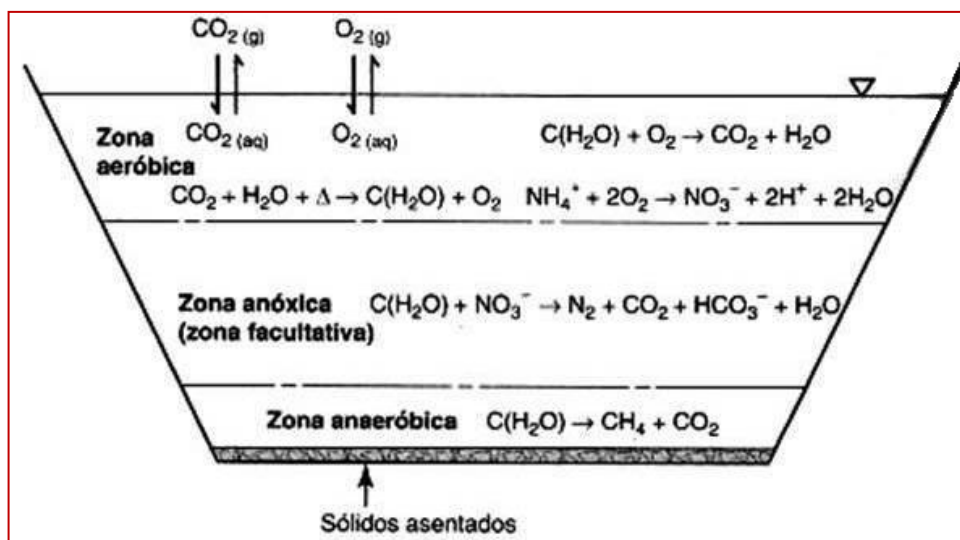 CO₂ (g) O₂ (g)
Zona aeróbica
CO₂ (aq) O₂ (aq) C(H₂O) + O₂ → CO₂ + H₂O
CO₂ + H₂O + Δ → C(H₂O) + O₂ NH₄⁺ + 2O₂ → NO₃⁻ + 2H⁺ + 2H₂O
Zona anóxica C(H₂O) + NO₃⁻ → N₂ + CO₂ + HCO₃⁻ + H₂O
(zona facultativa)
Zona anaeróbica C(H₂O) → CH₄ + CO₂
Sólidos asentados